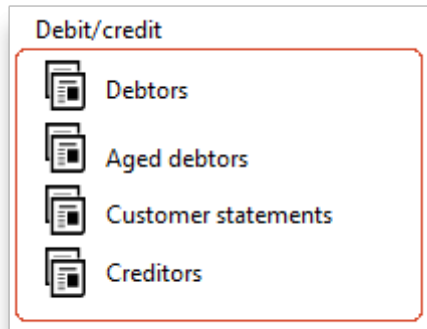 Debit/credit
Debtors
Aged debtors
Customer statements
Creditors